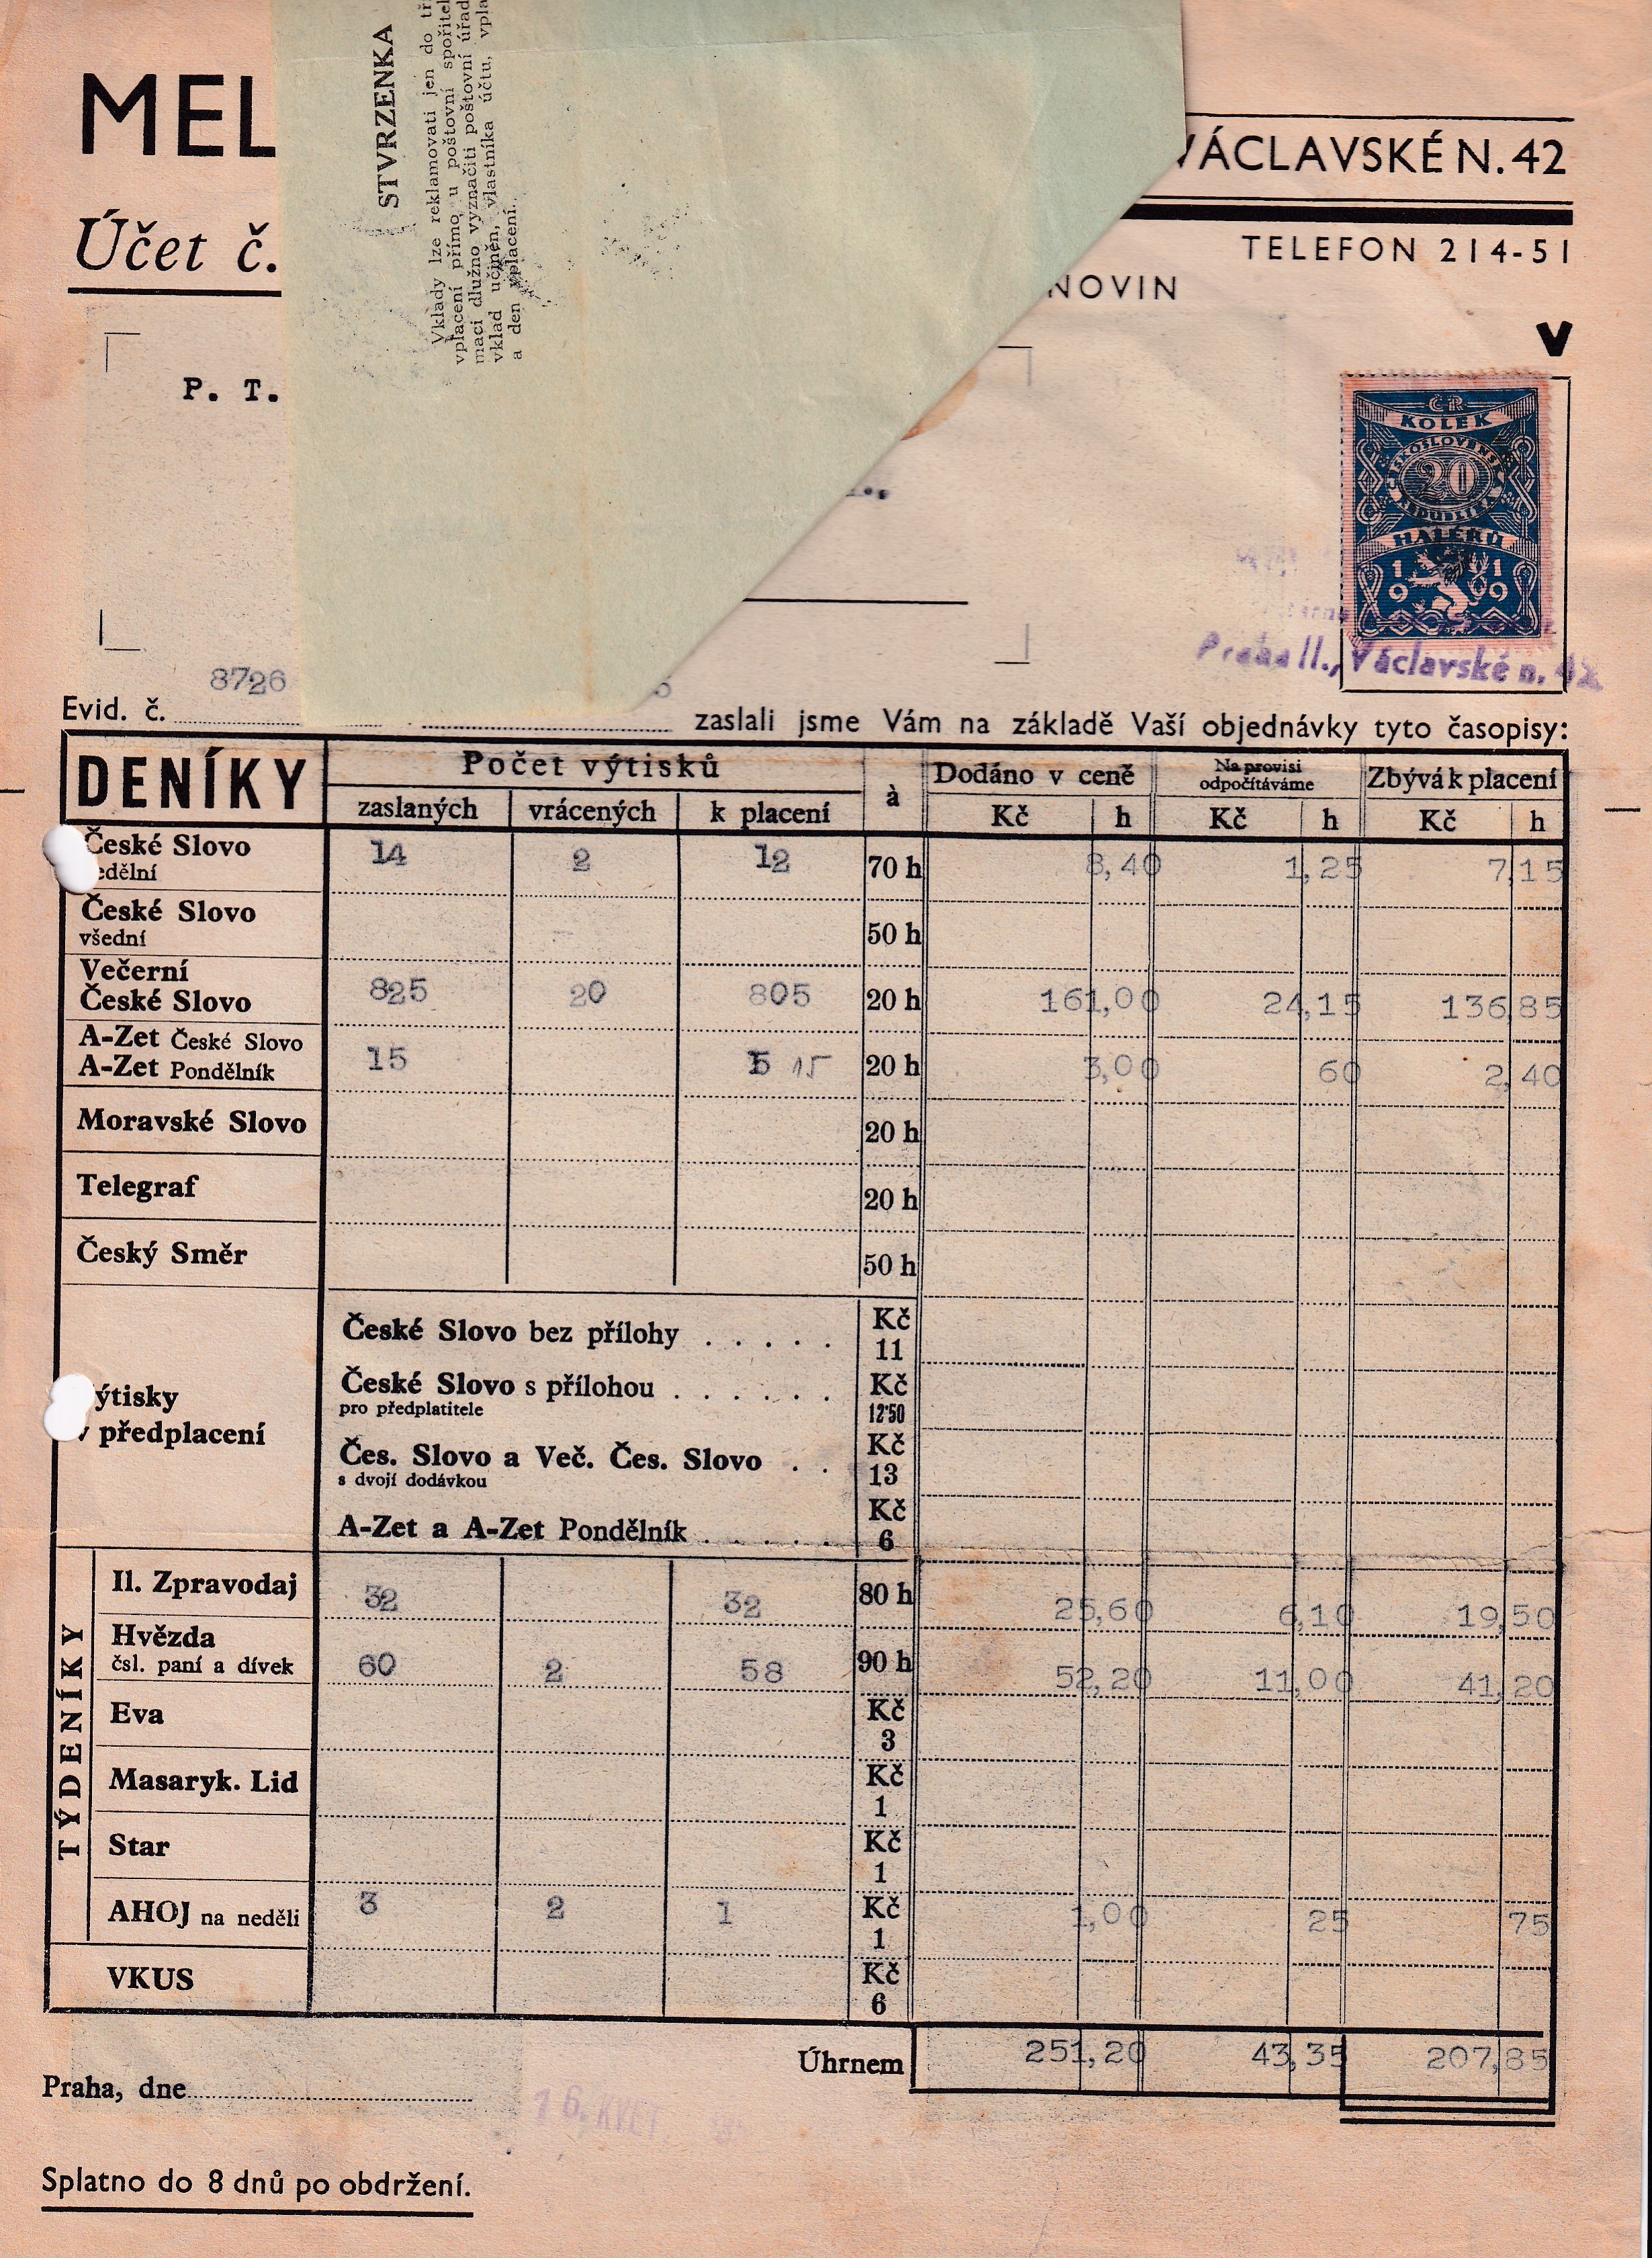 MEL
VÁCLAVSKÉ N. 42
Účet č.
TELEFON 214-51
NOVIN
STVRZENKA
Vklady lze reklamovati jen do
vplacení přímo u poštovní
maci dlužno vyznačiti poštovní
vklad učiněn, vlastníka účtu,
a den vplacení.
V
P. T.
ČR
KOLEK
20
REPUBLIKA
HALÉŘŮ
1919
Praha II., Václavské n. 42
8726
Evid. č.
zaslali jsme Vám na základě Vaší objednávky tyto časopisy:
DENÍKY
Počet výtisků
zaslaných vrácených k placení
à
Dodáno v ceně
Kč h
Na provisi
odpočítáváme
Kč h
Zbývá k placení
Kč h
České Slovo 14 2 12 70 h 8,40 1,25 7,15
edělní
České Slovo
všední 50 h
Večerní
České Slovo 825 20 805 20 h 161,00 24,15 136,85
A-Zet České Slovo
A-Zet Pondělník 15 15 20 h 3,00 60 2,40
Moravské Slovo 20 h
Telegraf 20 h
Český Směr 50 h
ýtisky
v předplacení
České Slovo bez přílohy . . . . . Kč 11
České Slovo s přílohou . . . . . . Kč 12·50
pro předplatitele
Čes. Slovo a Več. Čes. Slovo . . Kč 13
s dvojí dodávkou
A-Zet a A-Zet Pondělník . . . . . Kč 6
TÝDENÍKY
Il. Zpravodaj 32 32 80 h 25,60 6,10 19,50
Hvězda
čsl. paní a dívek 60 2 58 90 h 52,20 11,00 41,20
Eva Kč 3
Masaryk. Lid Kč 1
Star Kč 1
AHOJ na neděli 3 2 1 Kč 1 1,00 25 75
VKUS Kč 6
Úhrnem 251,20 43,35 207,85
Praha, dne
16. KVĚT.
Splatno do 8 dnů po obdržení.